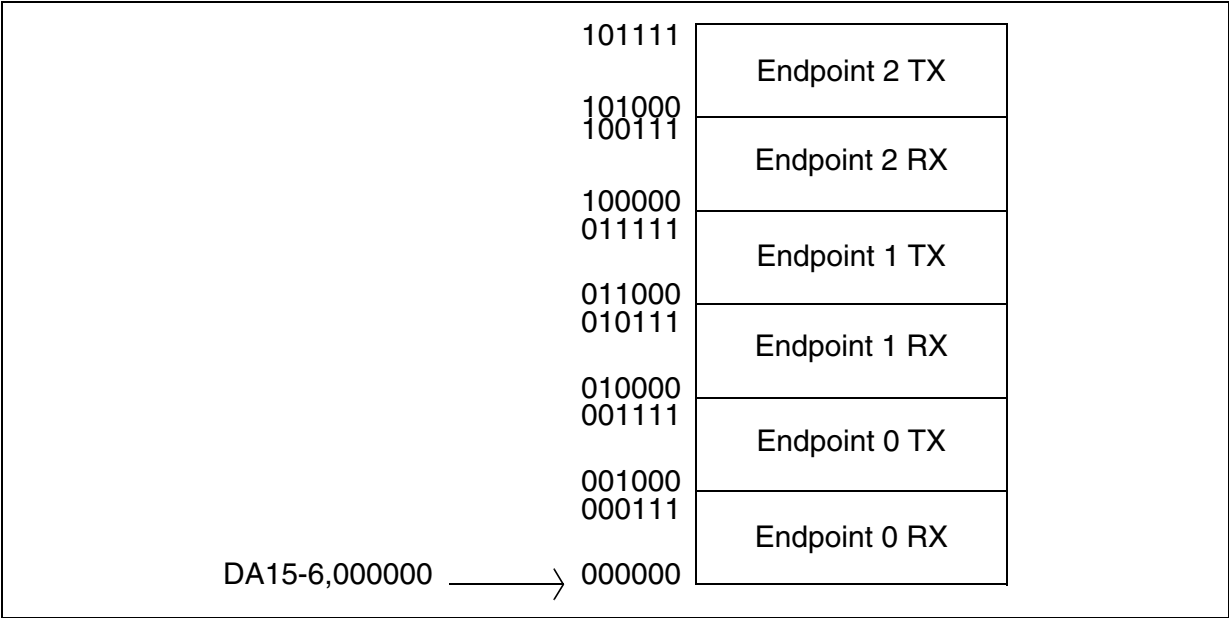 101111
Endpoint 2 TX
101000
100111
Endpoint 2 RX
100000
011111
Endpoint 1 TX
011000
010111
Endpoint 1 RX
010000
001111
Endpoint 0 TX
001000
000111
Endpoint 0 RX
DA15-6,000000 000000